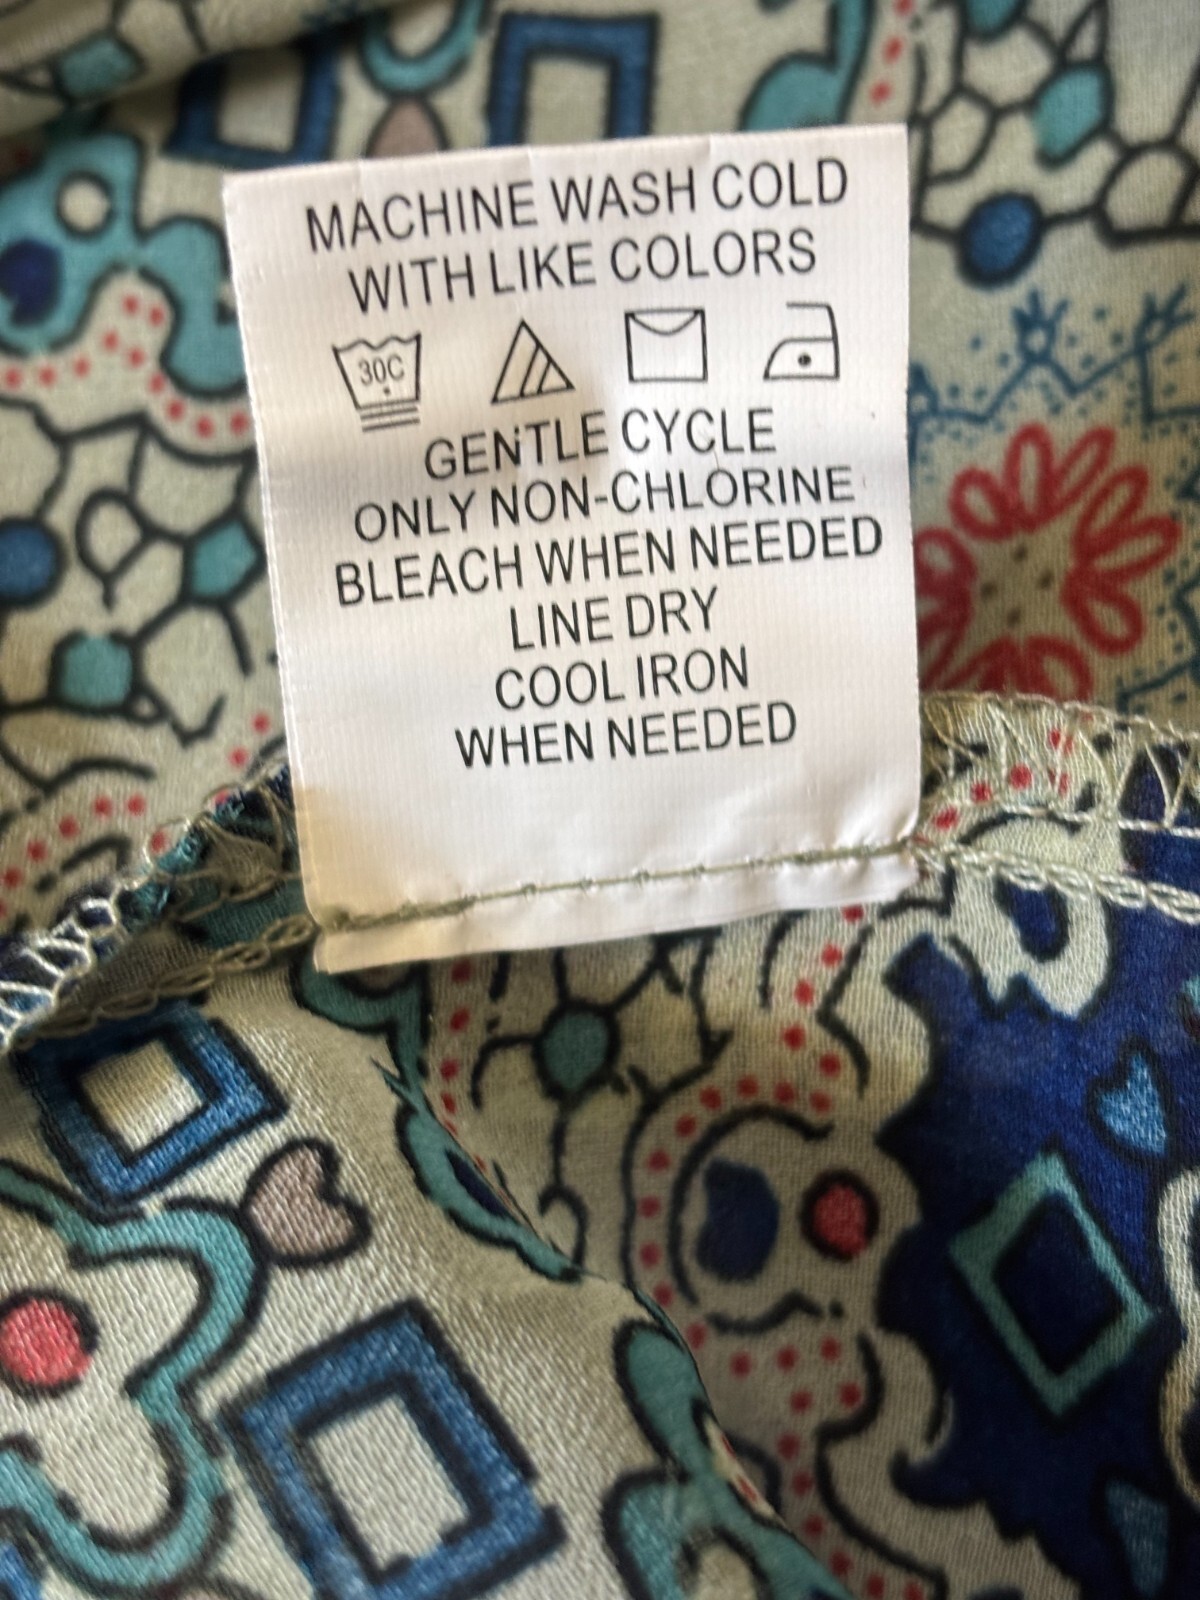 MACHINE WASH COLD
WITH LIKE COLORS
30C
GENTLE CYCLE
ONLY NON-CHLORINE
BLEACH WHEN NEEDED
LINE DRY
COOL IRON
WHEN NEEDED